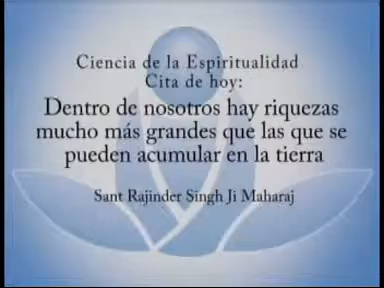 Ciencia de la Espiritualidad
Cita de hoy:
Dentro de nosotros hay riquezas
mucho más grandes que las que se
pueden acumular en la tierra
Sant Rajinder Singh Ji Maharaj